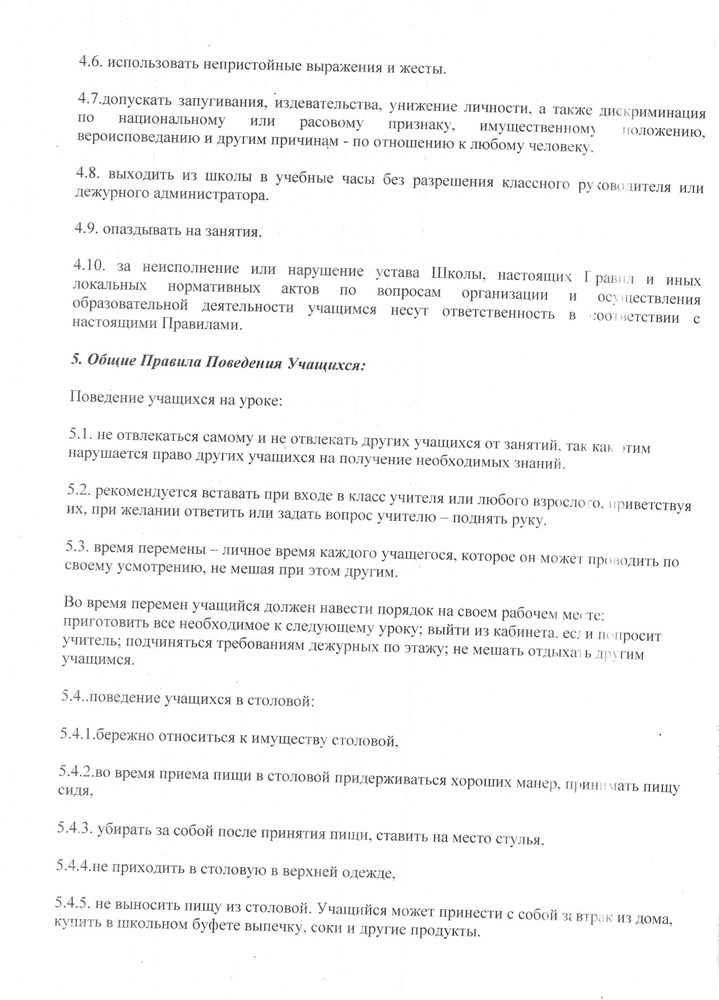 4.6. использовать непристойные выражения и жесты.
4.7.допускать запугивания, издевательства, унижение личности, а также дискриминация
по национальному или расовому признаку, имущественному положению,
вероисповеданию и другим причинам - по отношению к любому человеку.
4.8. выходить из школы в учебные часы без разрешения классного руководителя или
дежурного администратора.
4.9. опаздывать на занятия.
4.10. за неисполнение или нарушение устава Школы, настоящих Правил и иных
локальных нормативных актов по вопросам организации и осуществления
образовательной деятельности учащимся несут ответственность в соответствии с
настоящими Правилами.
5. Общие Правила Поведения Учащихся:
Поведение учащихся на уроке:
5.1. не отвлекаться самому и не отвлекать других учащихся от занятий, так как этим
нарушается право других учащихся на получение необходимых знаний.
5.2. рекомендуется вставать при входе в класс учителя или любого взрослого, приветствуя
их, при желании ответить или задать вопрос учителю – поднять руку.
5.3. время перемены – личное время каждого учащегося, которое он может проводить по
своему усмотрению, не мешая при этом другим.
Во время перемен учащийся должен навести порядок на своем рабочем месте;
приготовить все необходимое к следующему уроку; выйти из кабинета, если попросит
учитель; подчиняться требованиям дежурных по этажу; не мешать отдыхать другим
учащимся.
5.4..поведение учащихся в столовой:
5.4.1.бережно относиться к имуществу столовой,
5.4.2.во время приема пищи в столовой придерживаться хороших манер, принимать пищу
сидя,
5.4.3. убирать за собой после принятия пищи, ставить на место стулья,
5.4.4.не приходить в столовую в верхней одежде,
5.4.5. не выносить пищу из столовой. Учащийся может принести с собой завтрак из дома,
купить в школьном буфете выпечку, соки и другие продукты.